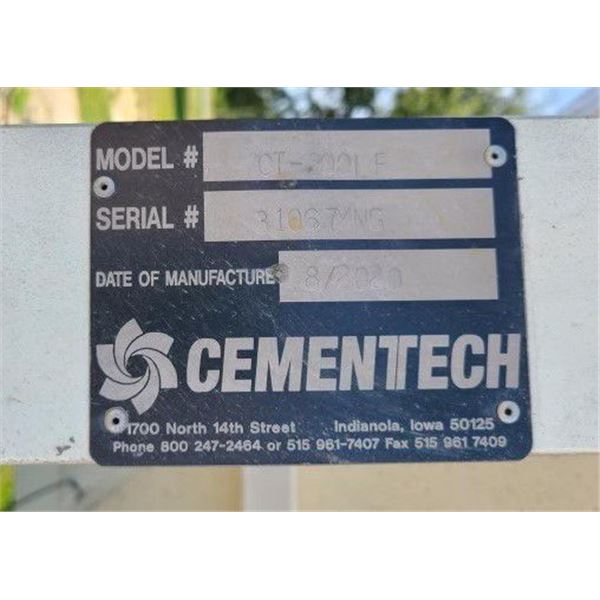 MODEL #
SERIAL # 31067MNG
DATE OF MANUFACTURE 8/2020
CEMENTECH
1700 North 14th Street Indianola, Iowa 50125
Phone 800 247-2464 or 515 961-7407 Fax 515 961 7409